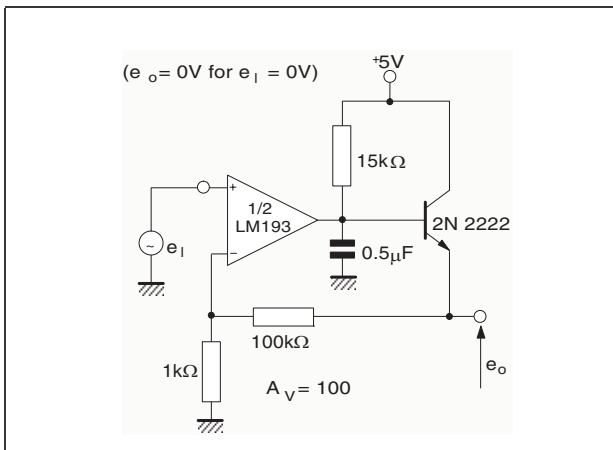 (e o = 0V for e I = 0V)
+5V
15kΩ
+
1/2
LM193
−
2N 2222
~
e I
0.5μF
100kΩ
1kΩ
A V = 100
e o